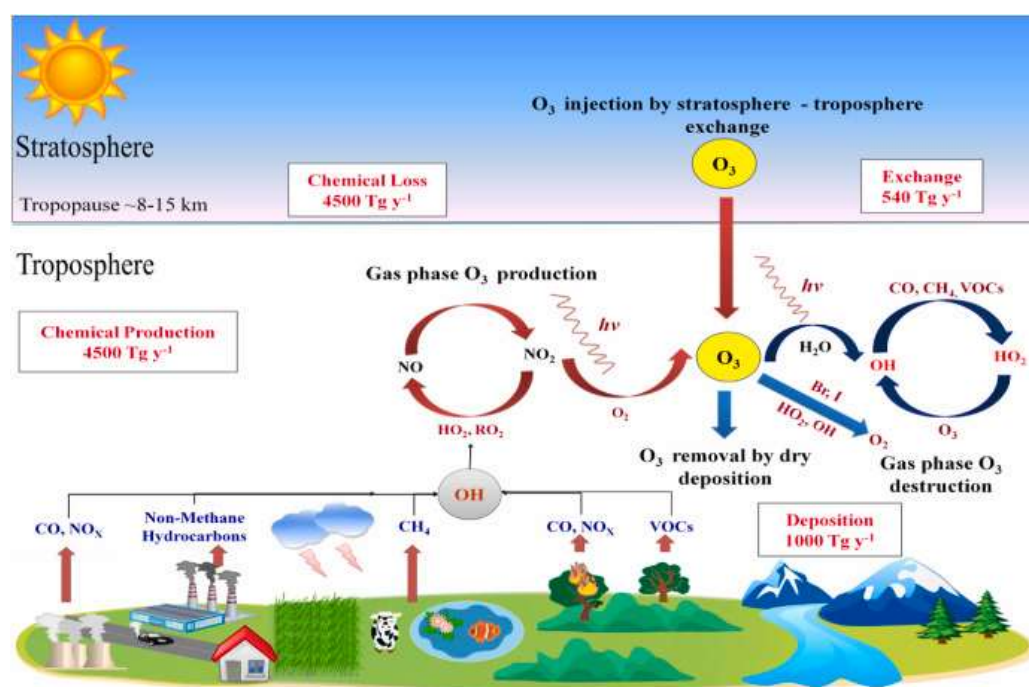 O₃ injection by stratosphere - troposphere
exchange
O₃
Stratosphere
Chemical Loss
4500 Tg y⁻¹
Exchange
540 Tg y⁻¹
Tropopause ~8-15 km
Troposphere
Gas phase O₃ production
Chemical Production
4500 Tg y⁻¹
NO
NO₂
hν
O₂
HO₂, RO₂
O₃
hν
H₂O
CO, CH₄, VOCs
OH
HO₂
O₃
Br, I
HO₂, OH
O₂
O₃ removal by dry
deposition
Gas phase O₃
destruction
OH
CO, NOₓ
Non-Methane
Hydrocarbons
CH₄
CO, NOₓ
VOCs
Deposition
1000 Tg y⁻¹